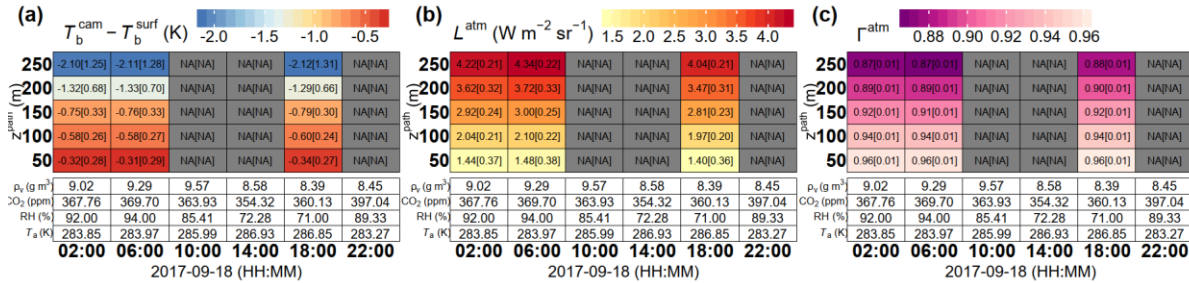 (a) T_b^cam − T_b^surf (K) -2.0 -1.5 -1.0 -0.5
250 -2.10[1.25] -2.11[1.28] NA[NA] NA[NA] -2.12[1.31] NA[NA]
200 -1.32[0.68] -1.33[0.70] NA[NA] NA[NA] -1.29[0.66] NA[NA]
150 -0.75[0.33] -0.76[0.33] NA[NA] NA[NA] -0.79[0.30] NA[NA]
100 -0.58[0.26] -0.58[0.27] NA[NA] NA[NA] -0.60[0.24] NA[NA]
50 -0.32[0.28] -0.31[0.29] NA[NA] NA[NA] -0.34[0.27] NA[NA]
z^path (m)
ρv (g m³) 9.02 9.29 9.57 8.58 8.39 8.45
CO₂ (ppm) 367.76 369.70 363.93 354.32 360.13 397.04
RH (%) 92.00 94.00 85.41 72.28 71.00 89.33
Ta (K) 283.85 283.97 285.99 286.93 286.85 283.27
02:00 06:00 10:00 14:00 18:00 22:00
2017-09-18 (HH:MM)
(b) L^atm (W m⁻² sr⁻¹) 1.5 2.0 2.5 3.0 3.5 4.0
250 4.22[0.21] 4.34[0.22] NA[NA] NA[NA] 4.04[0.21] NA[NA]
200 3.62[0.32] 3.72[0.33] NA[NA] NA[NA] 3.47[0.31] NA[NA]
150 2.92[0.24] 3.00[0.25] NA[NA] NA[NA] 2.81[0.23] NA[NA]
100 2.04[0.21] 2.10[0.22] NA[NA] NA[NA] 1.97[0.20] NA[NA]
50 1.44[0.37] 1.48[0.38] NA[NA] NA[NA] 1.40[0.36] NA[NA]
z^path (m)
ρv (g m³) 9.02 9.29 9.57 8.58 8.39 8.45
CO₂ (ppm) 367.76 369.70 363.93 354.32 360.13 397.04
RH (%) 92.00 94.00 85.41 72.28 71.00 89.33
Ta (K) 283.85 283.97 285.99 286.93 286.85 283.27
02:00 06:00 10:00 14:00 18:00 22:00
2017-09-18 (HH:MM)
(c) Γ^atm 0.88 0.90 0.92 0.94 0.96
250 0.87[0.01] 0.87[0.01] NA[NA] NA[NA] 0.88[0.01] NA[NA]
200 0.89[0.01] 0.89[0.01] NA[NA] NA[NA] 0.90[0.01] NA[NA]
150 0.92[0.01] 0.91[0.01] NA[NA] NA[NA] 0.92[0.01] NA[NA]
100 0.94[0.01] 0.94[0.01] NA[NA] NA[NA] 0.94[0.01] NA[NA]
50 0.96[0.01] 0.96[0.01] NA[NA] NA[NA] 0.96[0.01] NA[NA]
z^path (m)
ρv (g m³) 9.02 9.29 9.57 8.58 8.39 8.45
CO₂ (ppm) 367.76 369.70 363.93 354.32 360.13 397.04
RH (%) 92.00 94.00 85.41 72.28 71.00 89.33
Ta (K) 283.85 283.97 285.99 286.93 286.85 283.27
02:00 06:00 10:00 14:00 18:00 22:00
2017-09-18 (HH:MM)